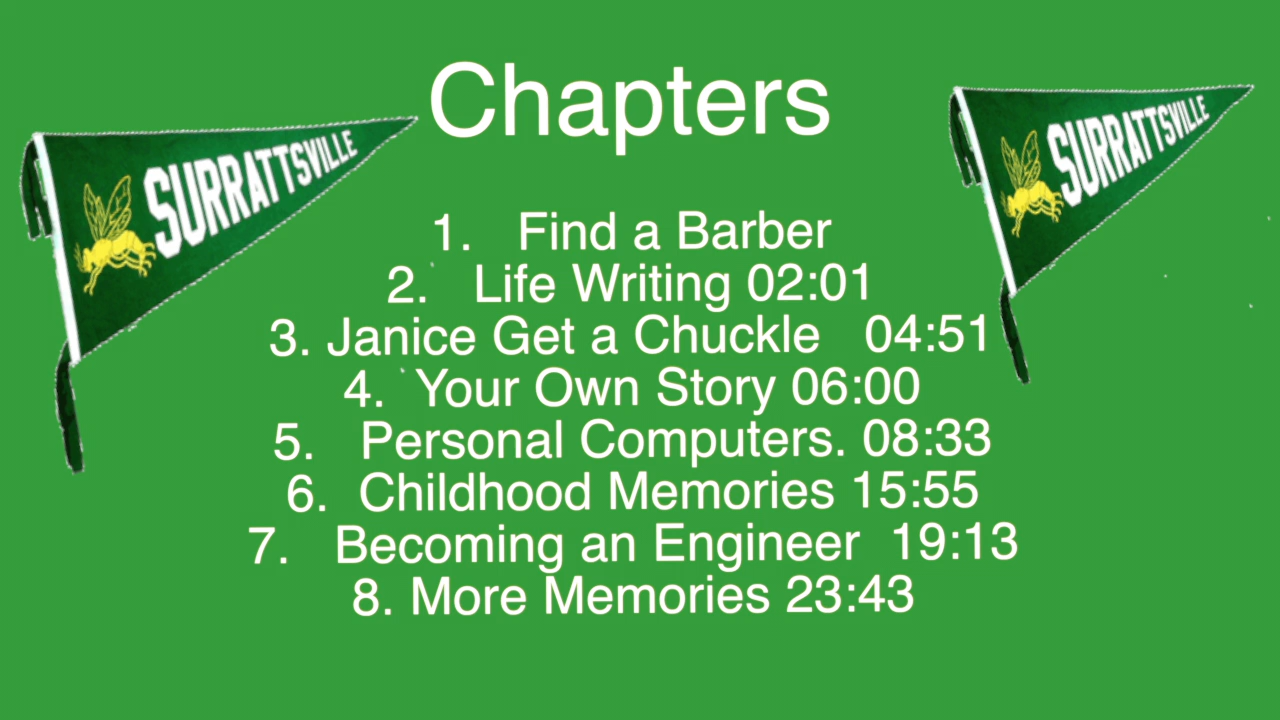 Chapters
SURRATTSVILLE
SURRATTSVILLE
1. Find a Barber
2. Life Writing 02:01
3. Janice Get a Chuckle 04:51
4. Your Own Story 06:00
5. Personal Computers. 08:33
6. Childhood Memories 15:55
7. Becoming an Engineer 19:13
8. More Memories 23:43